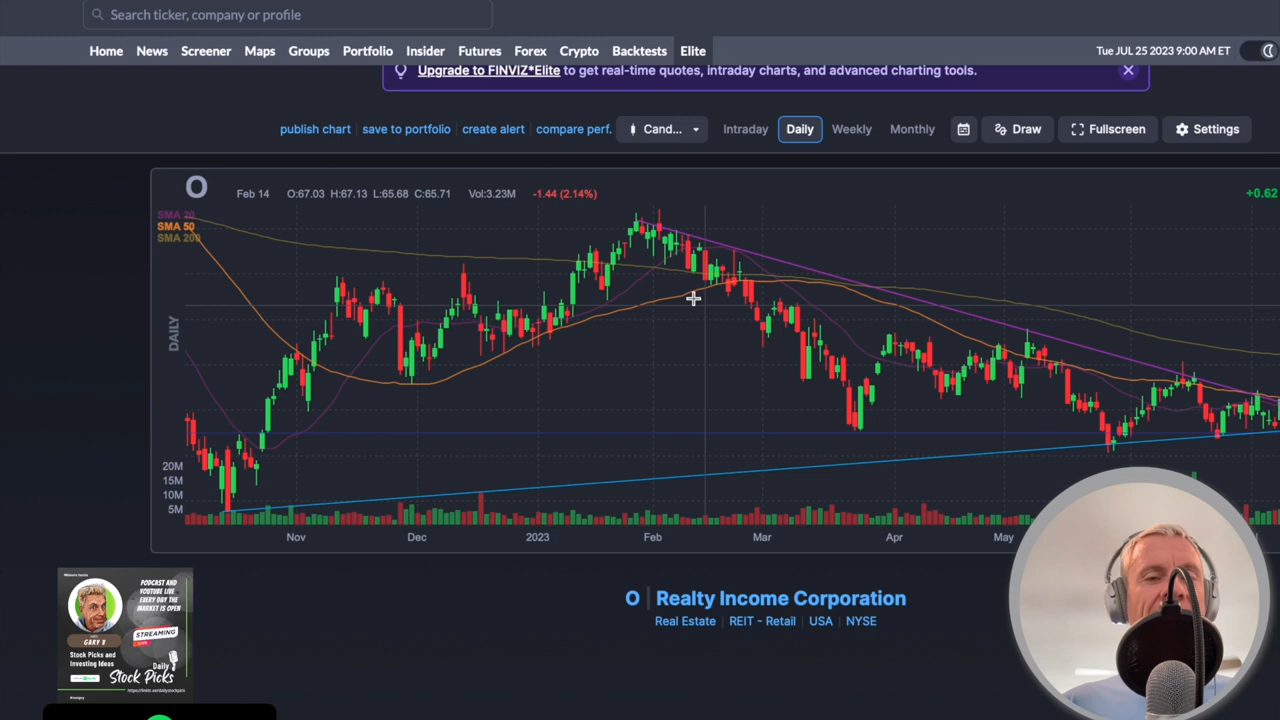 Search ticker, company or profile
Home News Screener Maps Groups Portfolio Insider Futures Forex Crypto Backtests Elite Tue JUL 25 2023 9:00 AM ET
Upgrade to FINVIZ*Elite to get real-time quotes, intraday charts, and advanced charting tools.
publish chart save to portfolio create alert compare perf. Cand... Intraday Daily Weekly Monthly Draw Fullscreen Settings
O Feb 14 O:67.03 H:67.13 L:65.68 C:65.71 Vol:3.23M -1.44 (2.14%) +0.62
SMA 20
SMA 50
SMA 200
DAILY
20M
15M
10M
5M
Nov Dec 2023 Feb Mar Apr May
O Realty Income Corporation
Real Estate REIT - Retail USA NYSE
PODCAST AND
YOUTUBE LIVE
EVERY DAY THE
MARKET IS OPEN
STREAMING
LIVE
GARY
Stock Picks and
Investing Ideas
Daily
Stock Picks